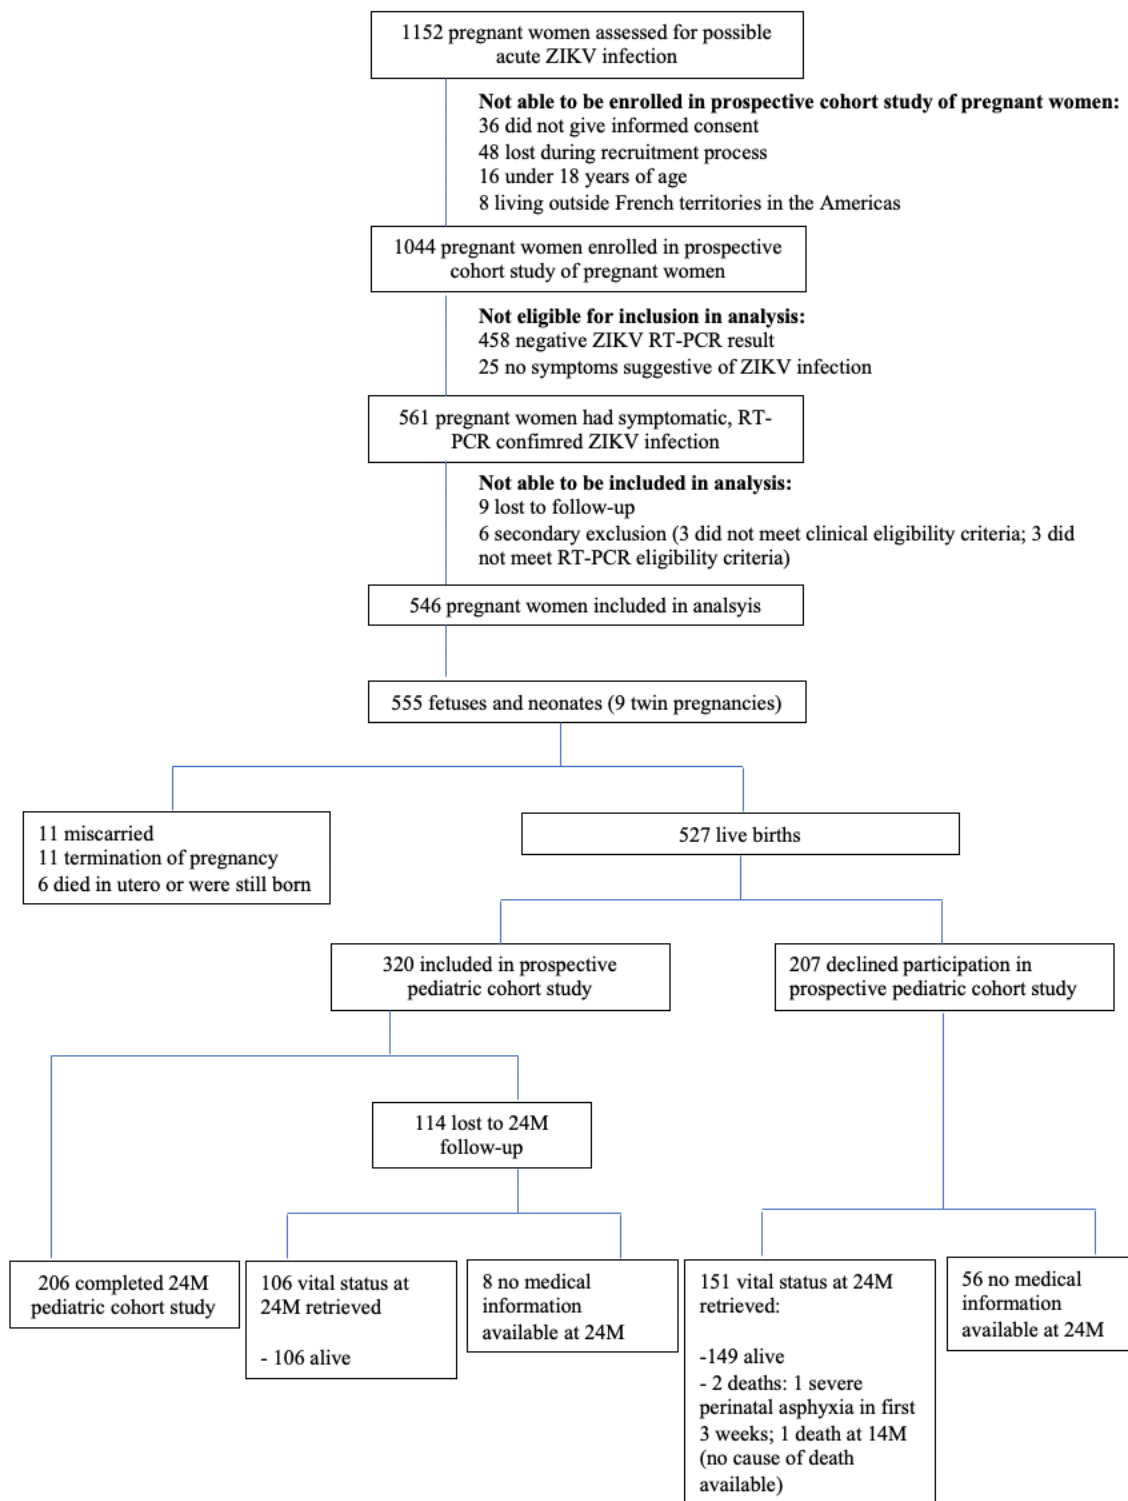 1152 pregnant women assessed for possible
acute ZIKV infection
Not able to be enrolled in prospective cohort study of pregnant women:
36 did not give informed consent
48 lost during recruitment process
16 under 18 years of age
8 living outside French territories in the Americas
1044 pregnant women enrolled in prospective
cohort study of pregnant women
Not eligible for inclusion in analysis:
458 negative ZIKV RT-PCR result
25 no symptoms suggestive of ZIKV infection
561 pregnant women had symptomatic, RT-
PCR confimred ZIKV infection
Not able to be included in analysis:
9 lost to follow-up
6 secondary exclusion (3 did not meet clinical eligibility criteria; 3 did
not meet RT-PCR eligibility criteria)
546 pregnant women included in analsyis
555 fetuses and neonates (9 twin pregnancies)
11 miscarried
11 termination of pregnancy
6 died in utero or were still born
527 live births
320 included in prospective
pediatric cohort study
207 declined participation in
prospective pediatric cohort study
114 lost to 24M
follow-up
206 completed 24M
pediatric cohort study
106 vital status at
24M retrieved
- 106 alive
8 no medical
information
available at 24M
151 vital status at 24M
retrieved:
-149 alive
- 2 deaths: 1 severe
perinatal asphyxia in first
3 weeks; 1 death at 14M
(no cause of death
available)
56 no medical
information
available at 24M